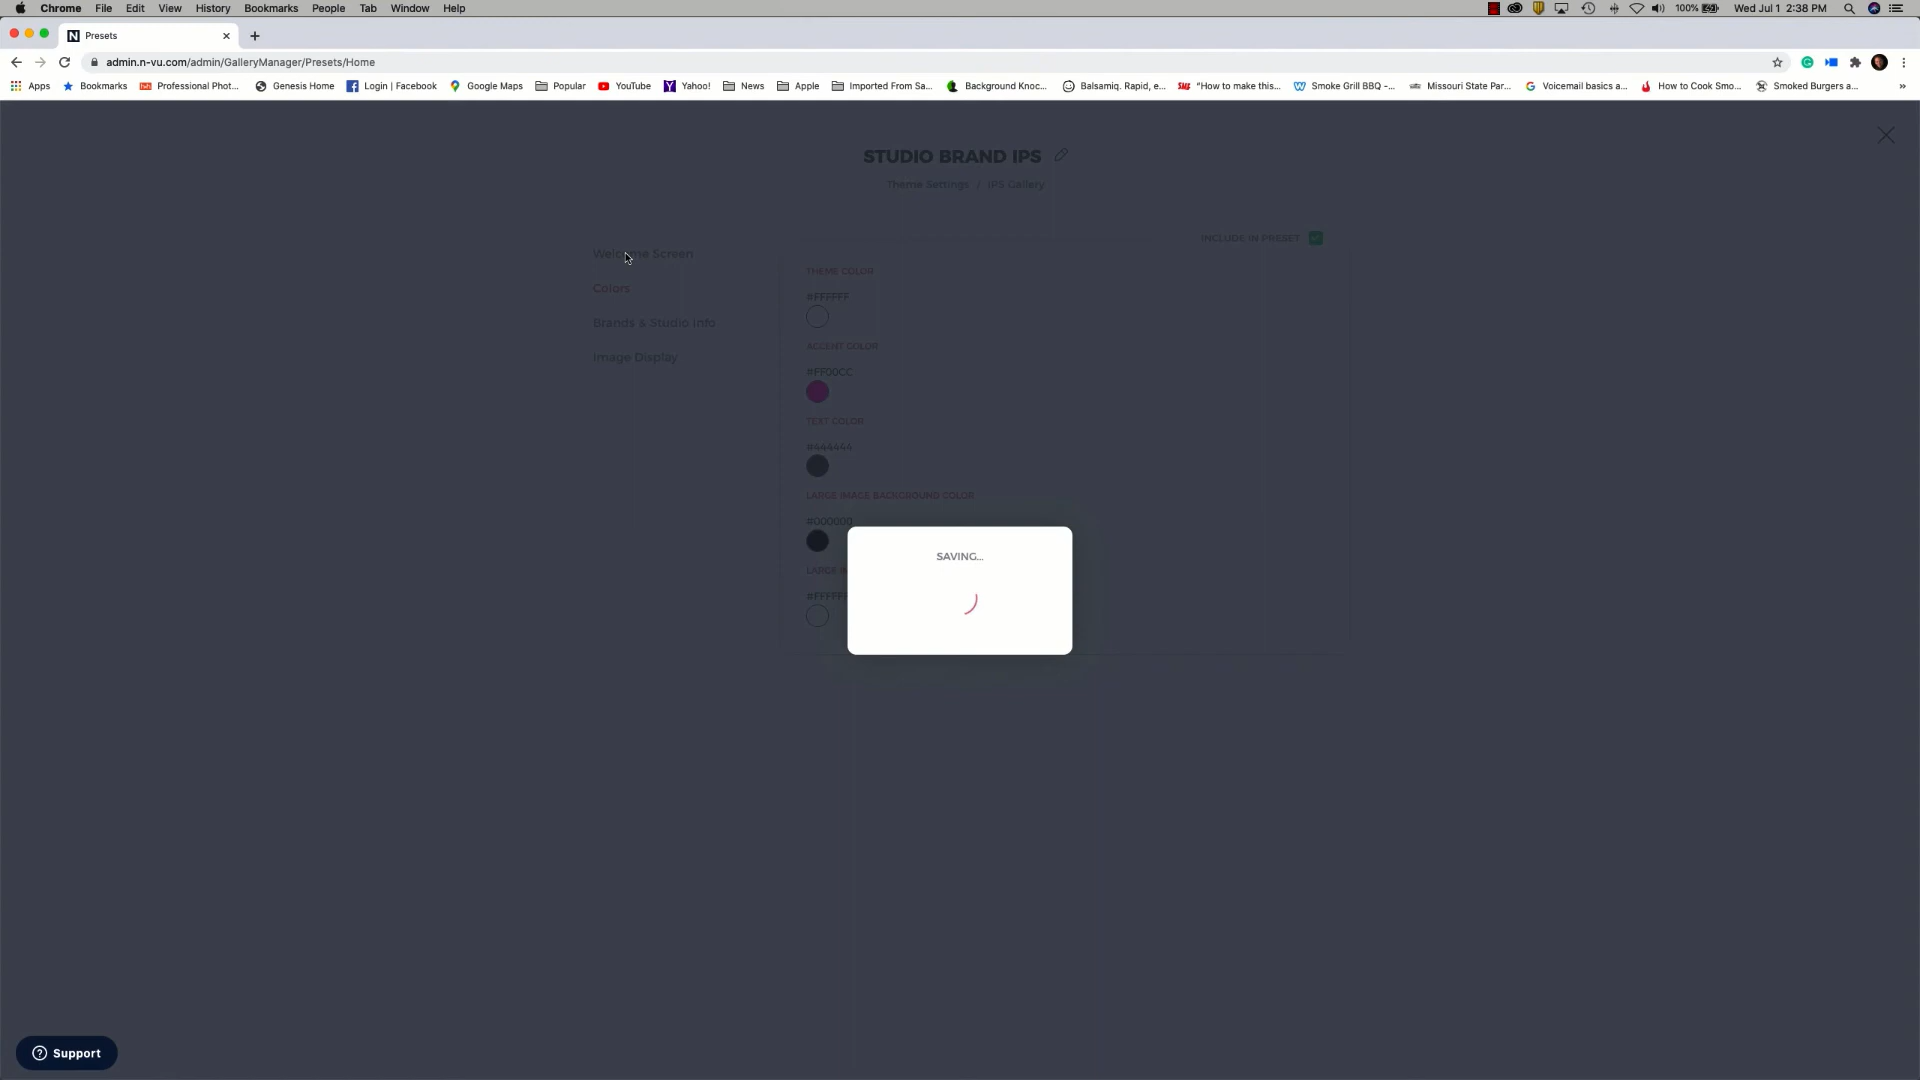 Chrome File Edit View History Bookmarks People Tab Window Help 100% Wed Jul 1 2:38 PM
Presets
admin.n-vu.com/admin/GalleryManager/Presets/Home
Apps Bookmarks Professional Phot... Genesis Home Login | Facebook Google Maps Popular YouTube Yahoo! News Apple Imported From Sa... Background Knoc... Balsamiq. Rapid, e... "How to make this... Smoke Grill BBQ -... Missouri State Par... Voicemail basics a... How to Cook Smo... Smoked Burgers a... »
STUDIO BRAND IPS
Theme Settings / IPS Gallery
INCLUDE IN PRESET
Welcome Screen
Colors
Brands & Studio Info
Image Display
THEME COLOR
#FFFFFF
ACCENT COLOR
#FF00CC
TEXT COLOR
#444444
LARGE IMAGE BACKGROUND COLOR
#000000
LARGE
#FFFFFF
SAVING...
Support